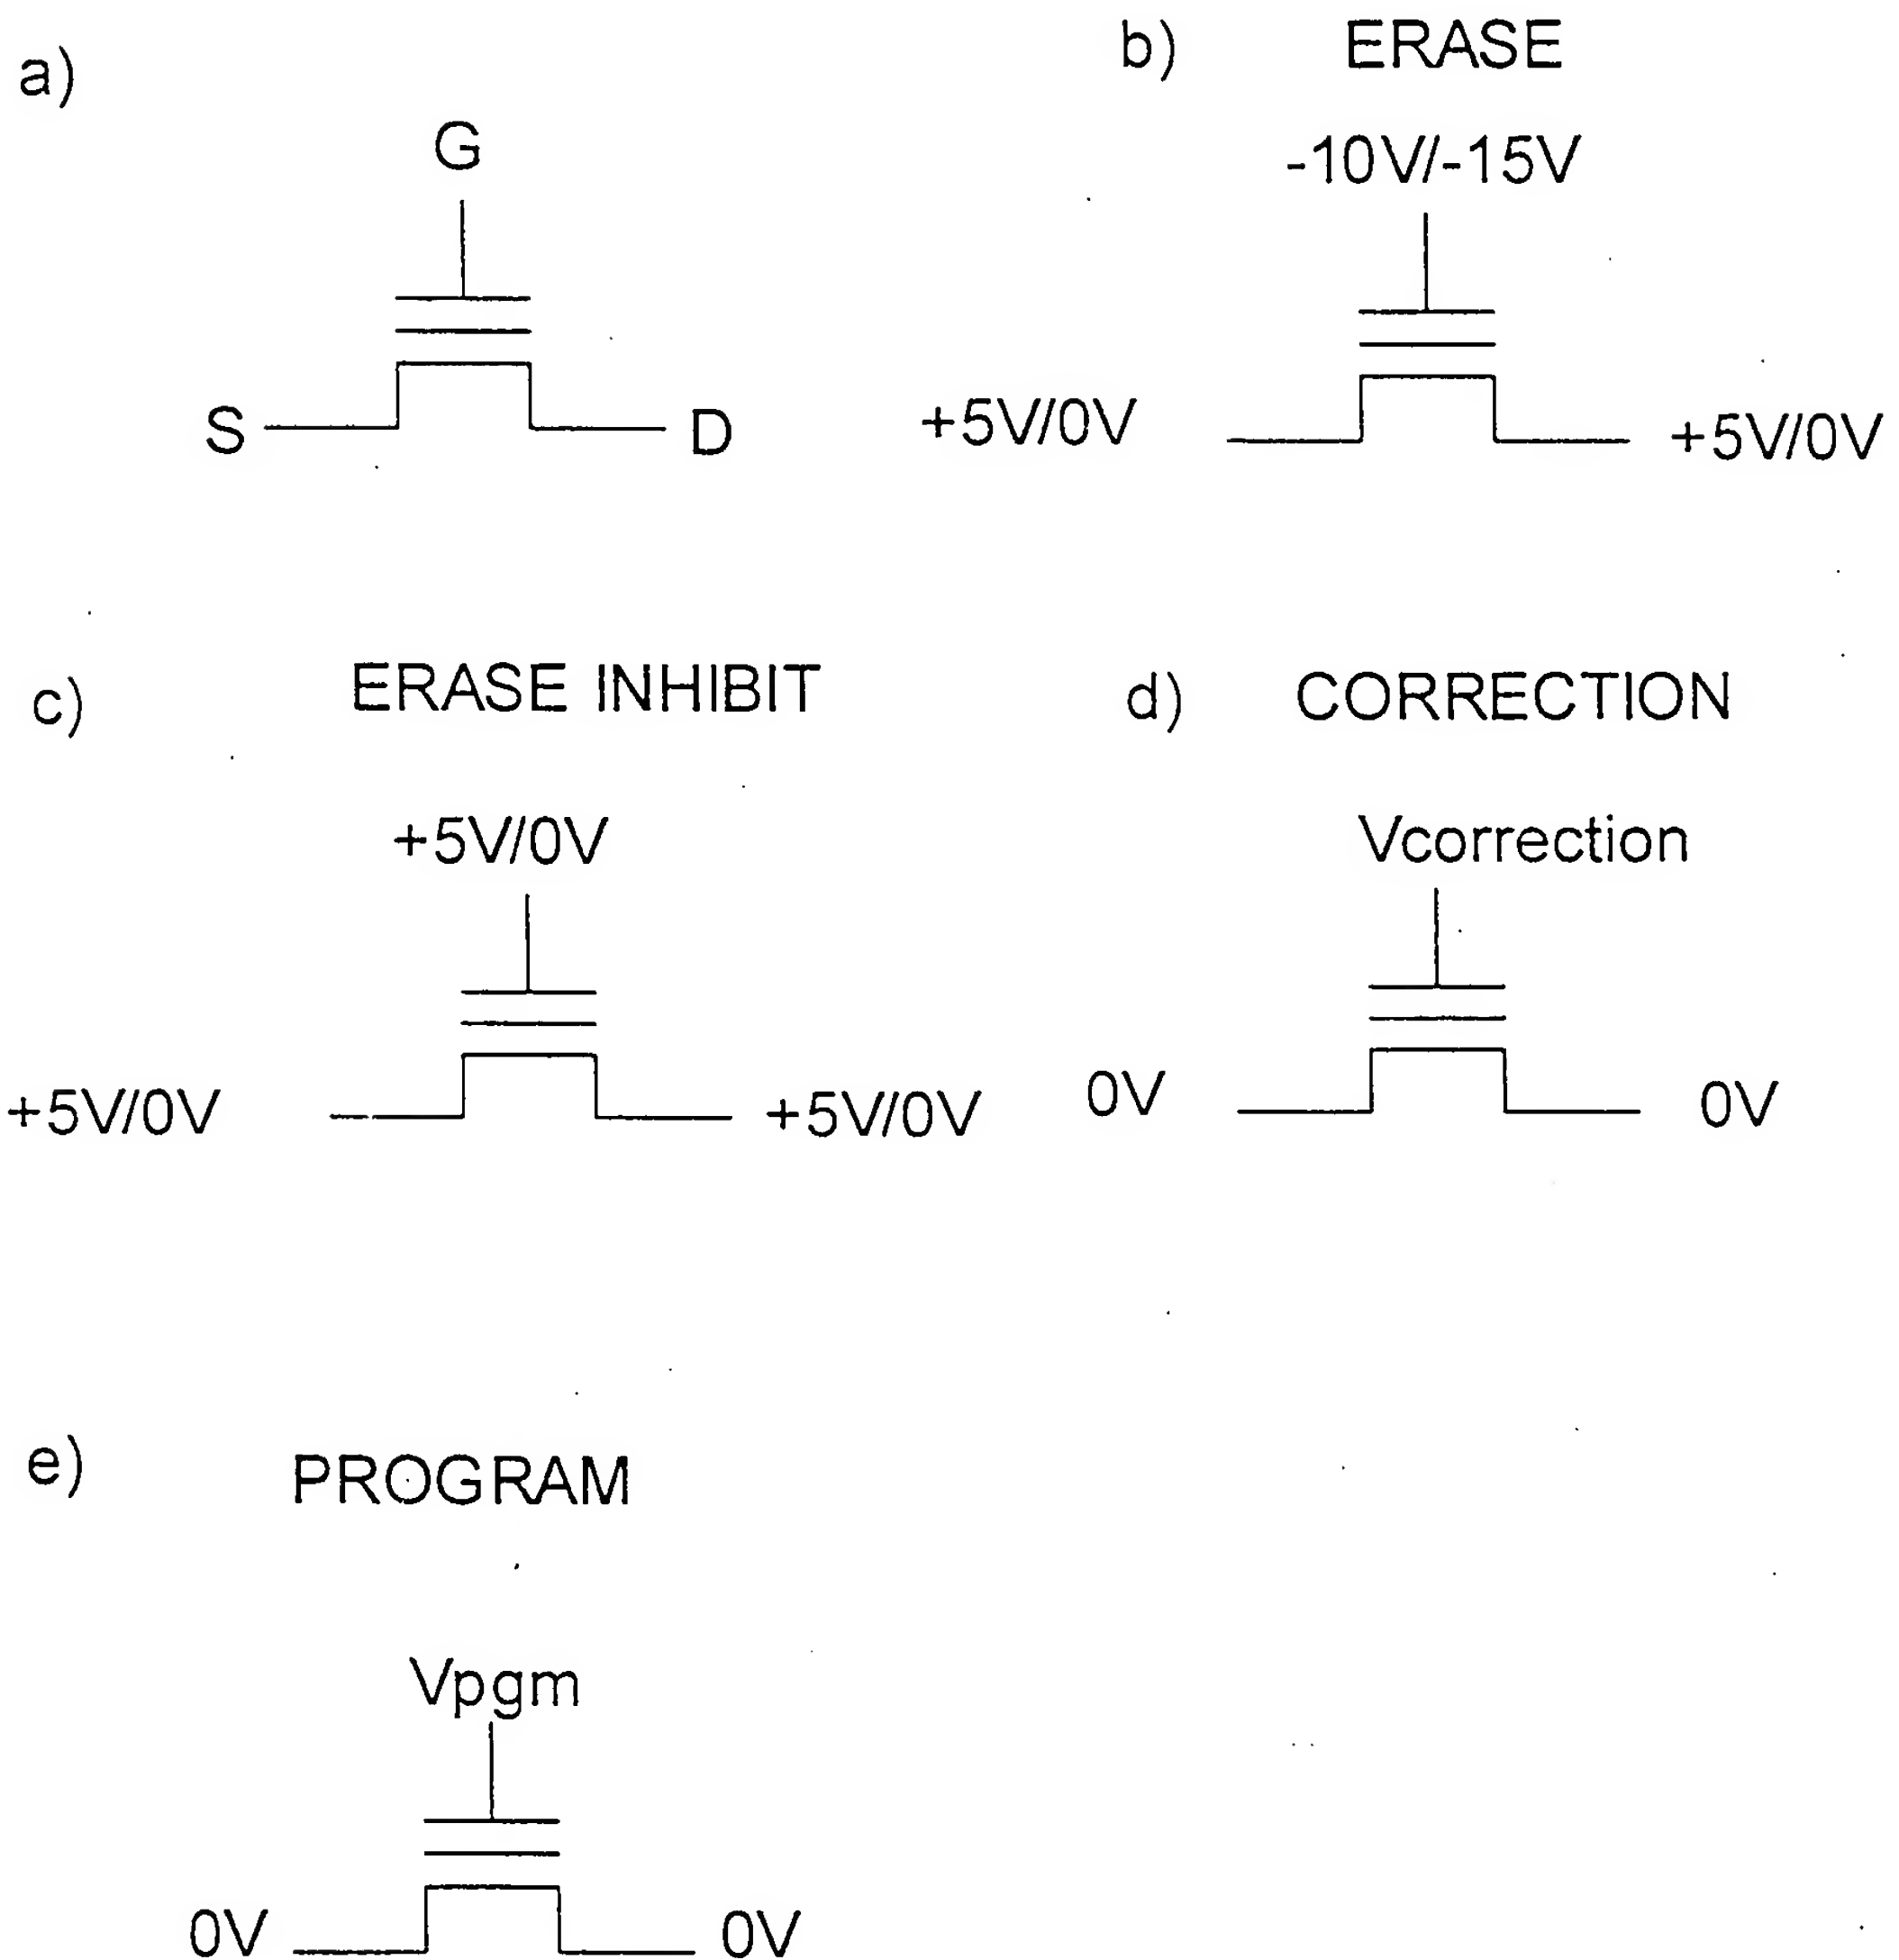 a)
G
S
D
b)
ERASE
-10V/-15V
+5V/0V
+5V/0V
c)
ERASE INHIBIT
+5V/0V
+5V/0V
+5V/0V
d)
CORRECTION
Vcorrection
0V
0V
e)
PROGRAM
Vpgm
0V
0V